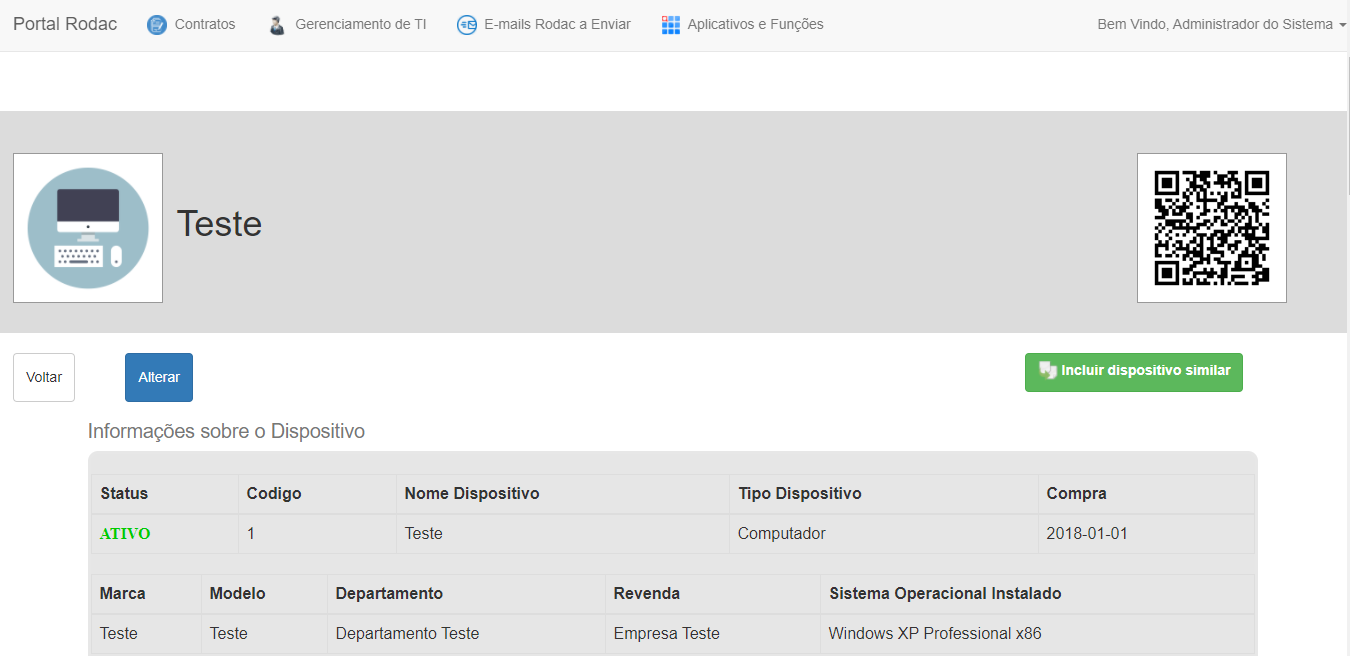 Portal Rodac Contratos Gerenciamento de TI E-mails Rodac a Enviar Aplicativos e Funções Bem Vindo, Administrador do Sistema
Teste
Voltar Alterar Incluir dispositivo similar
Informações sobre o Dispositivo
Status Codigo Nome Dispositivo Tipo Dispositivo Compra
ATIVO 1 Teste Computador 2018-01-01
Marca Modelo Departamento Revenda Sistema Operacional Instalado
Teste Teste Departamento Teste Empresa Teste Windows XP Professional x86